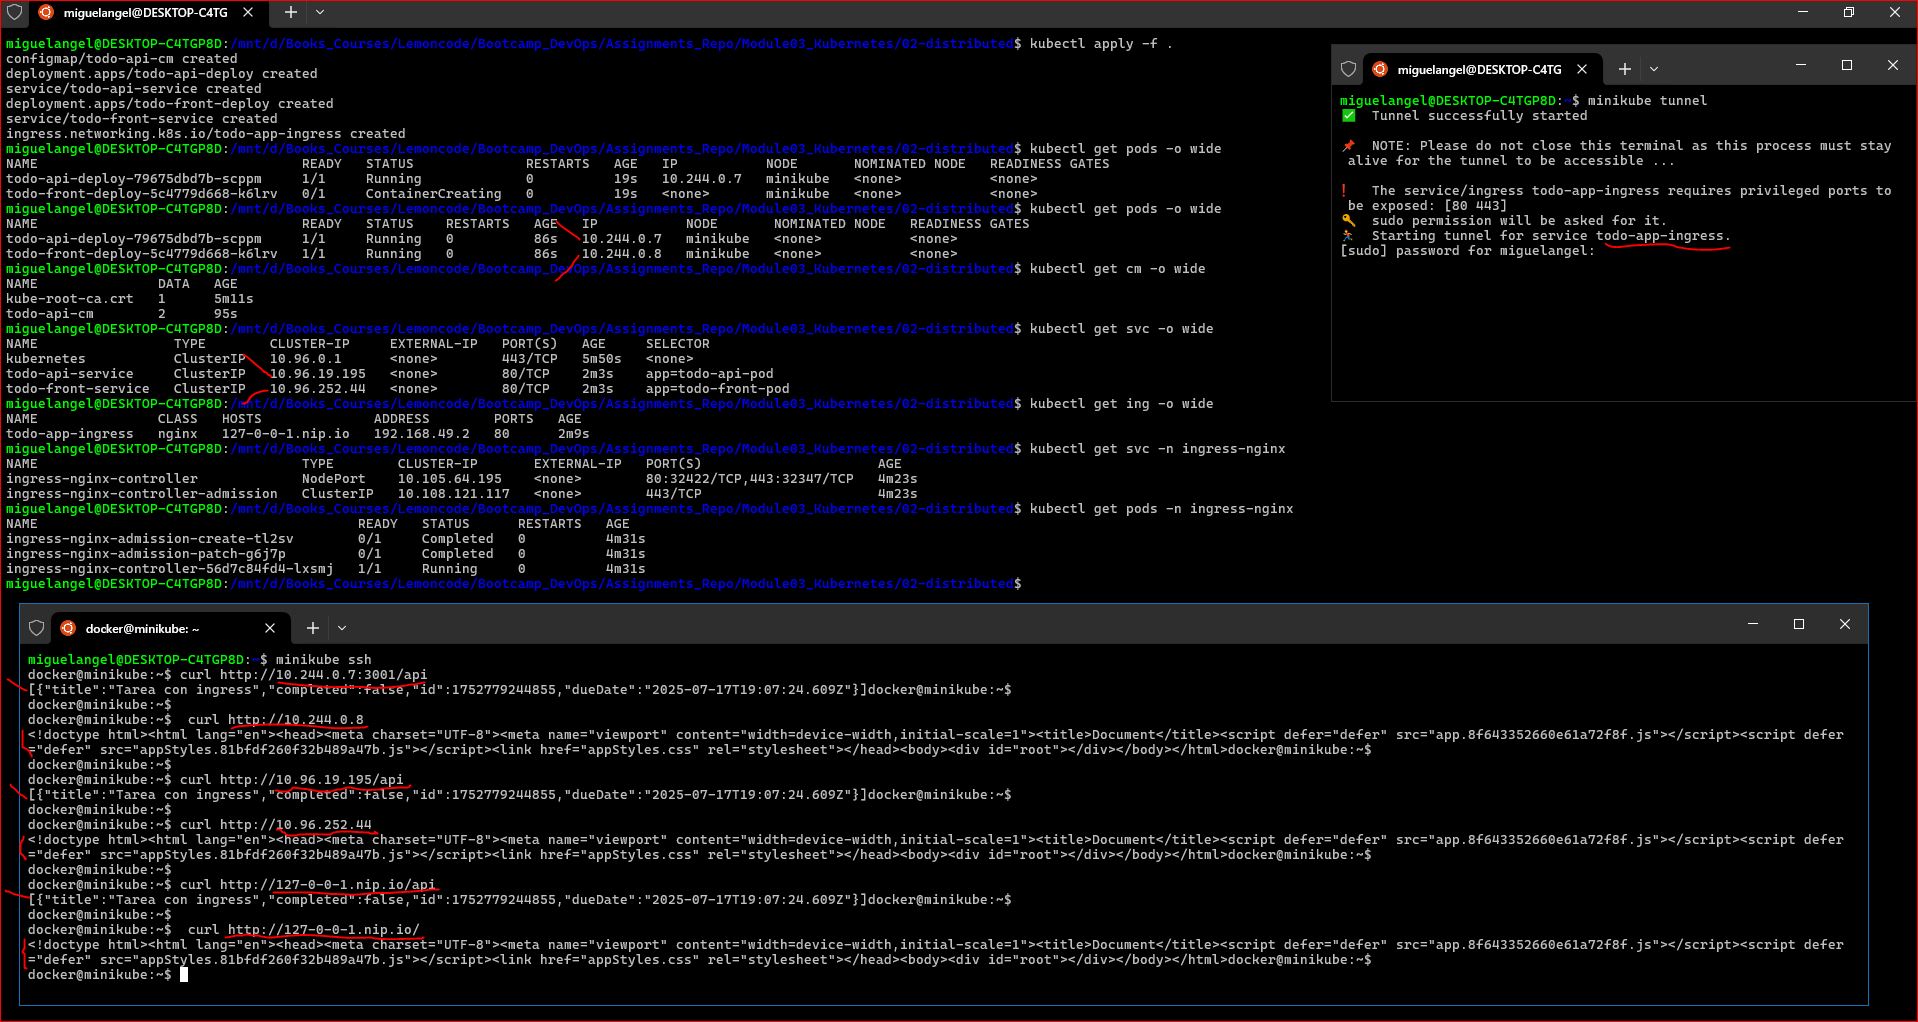 miguelangel@DESKTOP-C4TG
miguelangel@DESKTOP-C4TGP8D:/mnt/d/Books_Courses/Lemoncode/Bootcamp_DevOps/Assignments_Repo/Module03_Kubernetes/02-distributed$ kubectl apply -f .
configmap/todo-api-cm created
deployment.apps/todo-api-deploy created
service/todo-api-service created
deployment.apps/todo-front-deploy created
service/todo-front-service created
ingress.networking.k8s.io/todo-app-ingress created
miguelangel@DESKTOP-C4TGP8D:/mnt/d/Books_Courses/Lemoncode/Bootcamp_DevOps/Assignments_Repo/Module03_Kubernetes/02-distributed$ kubectl get pods -o wide
NAME READY STATUS RESTARTS AGE IP NODE NOMINATED NODE READINESS GATES
todo-api-deploy-79675dbd7b-scppm 1/1 Running 0 19s 10.244.0.7 minikube <none> <none>
todo-front-deploy-5c4779d668-k6lrv 0/1 ContainerCreating 0 19s <none> minikube <none> <none>
miguelangel@DESKTOP-C4TGP8D:/mnt/d/Books_Courses/Lemoncode/Bootcamp_DevOps/Assignments_Repo/Module03_Kubernetes/02-distributed$ kubectl get pods -o wide
NAME READY STATUS RESTARTS AGE IP NODE NOMINATED NODE READINESS GATES
todo-api-deploy-79675dbd7b-scppm 1/1 Running 0 86s 10.244.0.7 minikube <none> <none>
todo-front-deploy-5c4779d668-k6lrv 1/1 Running 0 86s 10.244.0.8 minikube <none> <none>
miguelangel@DESKTOP-C4TGP8D:/mnt/d/Books_Courses/Lemoncode/Bootcamp_DevOps/Assignments_Repo/Module03_Kubernetes/02-distributed$ kubectl get cm -o wide
NAME DATA AGE
kube-root-ca.crt 1 5m11s
todo-api-cm 2 95s
miguelangel@DESKTOP-C4TGP8D:/mnt/d/Books_Courses/Lemoncode/Bootcamp_DevOps/Assignments_Repo/Module03_Kubernetes/02-distributed$ kubectl get svc -o wide
NAME TYPE CLUSTER-IP EXTERNAL-IP PORT(S) AGE SELECTOR
kubernetes ClusterIP 10.96.0.1 <none> 443/TCP 5m50s <none>
todo-api-service ClusterIP 10.96.19.195 <none> 80/TCP 2m3s app=todo-api-pod
todo-front-service ClusterIP 10.96.252.44 <none> 80/TCP 2m3s app=todo-front-pod
miguelangel@DESKTOP-C4TGP8D:/mnt/d/Books_Courses/Lemoncode/Bootcamp_DevOps/Assignments_Repo/Module03_Kubernetes/02-distributed$ kubectl get ing -o wide
NAME CLASS HOSTS ADDRESS PORTS AGE
todo-app-ingress nginx 127-0-0-1.nip.io 192.168.49.2 80 2m9s
miguelangel@DESKTOP-C4TGP8D:/mnt/d/Books_Courses/Lemoncode/Bootcamp_DevOps/Assignments_Repo/Module03_Kubernetes/02-distributed$ kubectl get svc -n ingress-nginx
NAME TYPE CLUSTER-IP EXTERNAL-IP PORT(S) AGE
ingress-nginx-controller NodePort 10.105.64.195 <none> 80:32422/TCP,443:32347/TCP 4m23s
ingress-nginx-controller-admission ClusterIP 10.108.121.117 <none> 443/TCP 4m23s
miguelangel@DESKTOP-C4TGP8D:/mnt/d/Books_Courses/Lemoncode/Bootcamp_DevOps/Assignments_Repo/Module03_Kubernetes/02-distributed$ kubectl get pods -n ingress-nginx
NAME READY STATUS RESTARTS AGE
ingress-nginx-admission-create-tl2sv 0/1 Completed 0 4m31s
ingress-nginx-admission-patch-g6j7p 0/1 Completed 0 4m31s
ingress-nginx-controller-56d7c84fd4-lxsmj 1/1 Running 0 4m31s
miguelangel@DESKTOP-C4TGP8D:/mnt/d/Books_Courses/Lemoncode/Bootcamp_DevOps/Assignments_Repo/Module03_Kubernetes/02-distributed$
miguelangel@DESKTOP-C4TG
miguelangel@DESKTOP-C4TGP8D:~$ minikube tunnel
✅ Tunnel successfully started
📌 NOTE: Please do not close this terminal as this process must stay
alive for the tunnel to be accessible ...
❗ The service/ingress todo-app-ingress requires privileged ports to
be exposed: [80 443]
🔑 sudo permission will be asked for it.
🏃 Starting tunnel for service todo-app-ingress.
[sudo] password for miguelangel:
docker@minikube: ~
miguelangel@DESKTOP-C4TGP8D:~$ minikube ssh
docker@minikube:~$ curl http://10.244.0.7:3001/api
[{"title":"Tarea con ingress","completed":false,"id":1752779244855,"dueDate":"2025-07-17T19:07:24.609Z"}]docker@minikube:~$
docker@minikube:~$
docker@minikube:~$ curl http://10.244.0.8
<!doctype html><html lang="en"><head><meta charset="UTF-8"><meta name="viewport" content="width=device-width,initial-scale=1"><title>Document</title><script defer="defer" src="app.8f643352660e61a72f8f.js"></script><script defer
="defer" src="appStyles.81bfdf260f32b489a47b.js"></script><link href="appStyles.css" rel="stylesheet"></head><body><div id="root"></div></body></html>docker@minikube:~$
docker@minikube:~$
docker@minikube:~$ curl http://10.96.19.195/api
[{"title":"Tarea con ingress","completed":false,"id":1752779244855,"dueDate":"2025-07-17T19:07:24.609Z"}]docker@minikube:~$
docker@minikube:~$
docker@minikube:~$ curl http://10.96.252.44
<!doctype html><html lang="en"><head><meta charset="UTF-8"><meta name="viewport" content="width=device-width,initial-scale=1"><title>Document</title><script defer="defer" src="app.8f643352660e61a72f8f.js"></script><script defer
="defer" src="appStyles.81bfdf260f32b489a47b.js"></script><link href="appStyles.css" rel="stylesheet"></head><body><div id="root"></div></body></html>docker@minikube:~$
docker@minikube:~$
docker@minikube:~$ curl http://127-0-0-1.nip.io/api
[{"title":"Tarea con ingress","completed":false,"id":1752779244855,"dueDate":"2025-07-17T19:07:24.609Z"}]docker@minikube:~$
docker@minikube:~$
docker@minikube:~$ curl http://127-0-0-1.nip.io/
<!doctype html><html lang="en"><head><meta charset="UTF-8"><meta name="viewport" content="width=device-width,initial-scale=1"><title>Document</title><script defer="defer" src="app.8f643352660e61a72f8f.js"></script><script defer
="defer" src="appStyles.81bfdf260f32b489a47b.js"></script><link href="appStyles.css" rel="stylesheet"></head><body><div id="root"></div></body></html>docker@minikube:~$
docker@minikube:~$